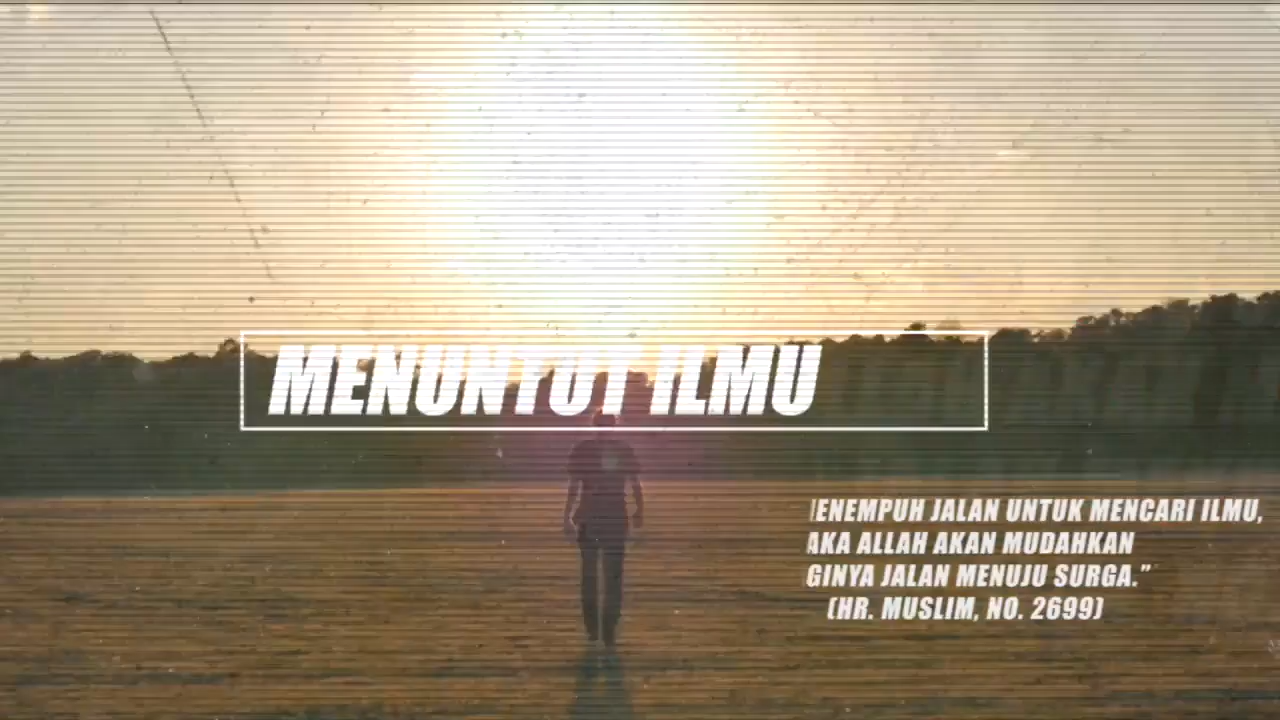 MENUNTUT ILMU
ENEMPUH JALAN UNTUK MENCARI ILMU,
AKA ALLAH AKAN MUDAHKAN
GINYA JALAN MENUJU SURGA.”
(HR. MUSLIM, NO. 2699)